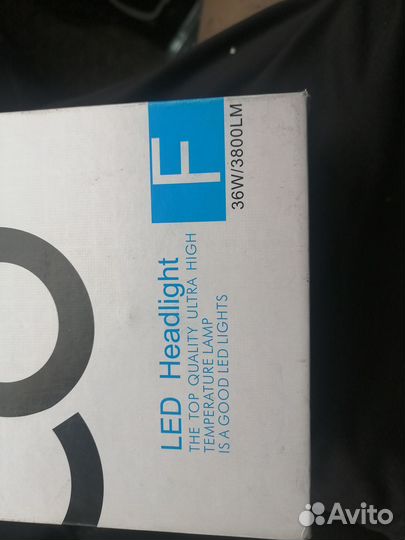 F
36W/3800LM
LED Headlight
THE TOP QUALITY ULTRA HIGH
TEMPERATURE LAMP
IS A GOOD LED LIGHTS
Avito